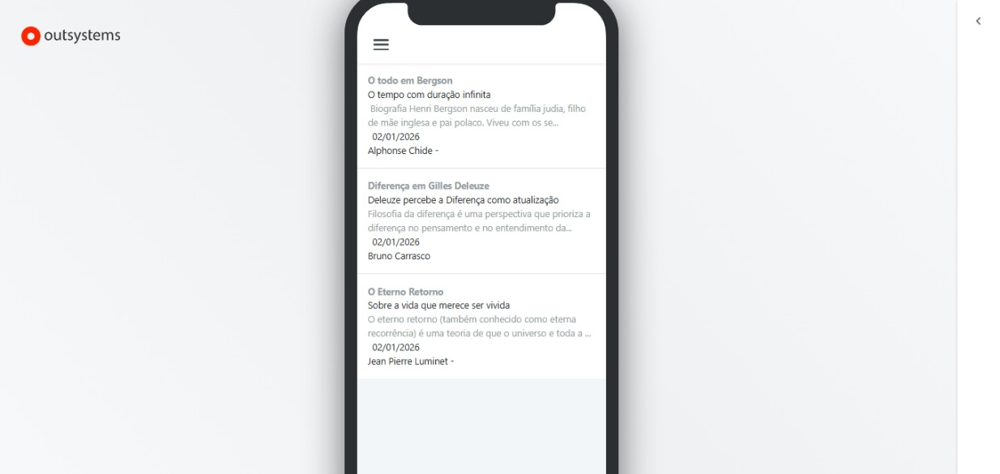 outsystems
O todo em Bergson
O tempo com duração infinita
Biografia Henri Bergson nasceu de família judia, filho
de mãe inglesa e pai polaco. Viveu com os se...
02/01/2026
Alphonse Chide -
Diferença em Gilles Deleuze
Deleuze percebe a Diferença como atualização
Filosofia da diferença é uma perspectiva que prioriza a
diferença no pensamento e no entendimento da...
02/01/2026
Bruno Carrasco
O Eterno Retorno
Sobre a vida que merece ser vivida
O eterno retorno (também conhecido como eterna
recorrência) é uma teoria de que o universo e toda a ...
02/01/2026
Jean Pierre Luminet -